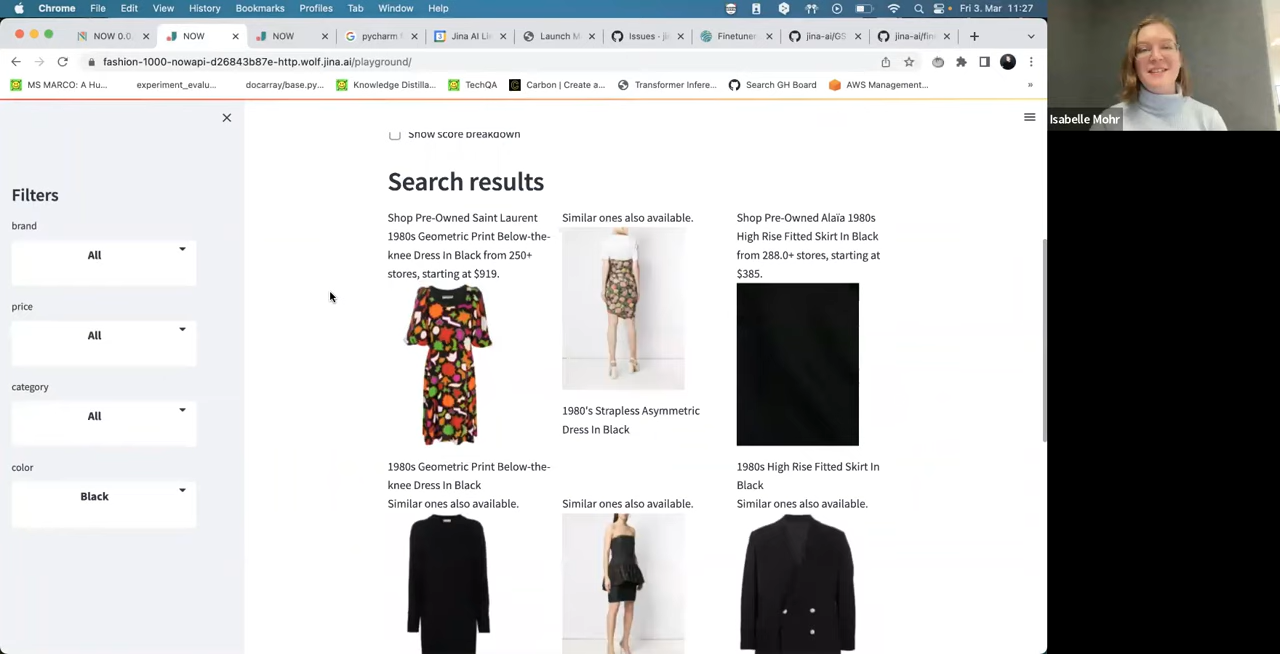 Chrome File Edit View History Bookmarks Profiles Tab Window Help Fri 3. Mar 11:27
NOW 0.0. NOW NOW pycharm Jina AI Li Launch M Issues - ji Finetuner jina-ai/GS jina-ai/fine
fashion-1000-nowapi-d26843b87e-http.wolf.jina.ai/playground/
MS MARCO: A Hu... experiment_evalu... docarray/base.py... Knowledge Distilla... TechQA Carbon | Create a... Transformer Infere... Search GH Board AWS Management... »
Isabelle Mohr
Filters
brand
All
price
All
category
All
color
Black
Show score breakdown
Search results
Shop Pre-Owned Saint Laurent
1980s Geometric Print Below-the-
knee Dress In Black from 250+
stores, starting at $919.
1980s Geometric Print Below-the-
knee Dress In Black
Similar ones also available.
1980's Strapless Asymmetric
Dress In Black
Shop Pre-Owned Alaïa 1980s
High Rise Fitted Skirt In Black
from 288.0+ stores, starting at
$385.
1980s High Rise Fitted Skirt In
Black
Similar ones also available.
Similar ones also available.
Similar ones also available.